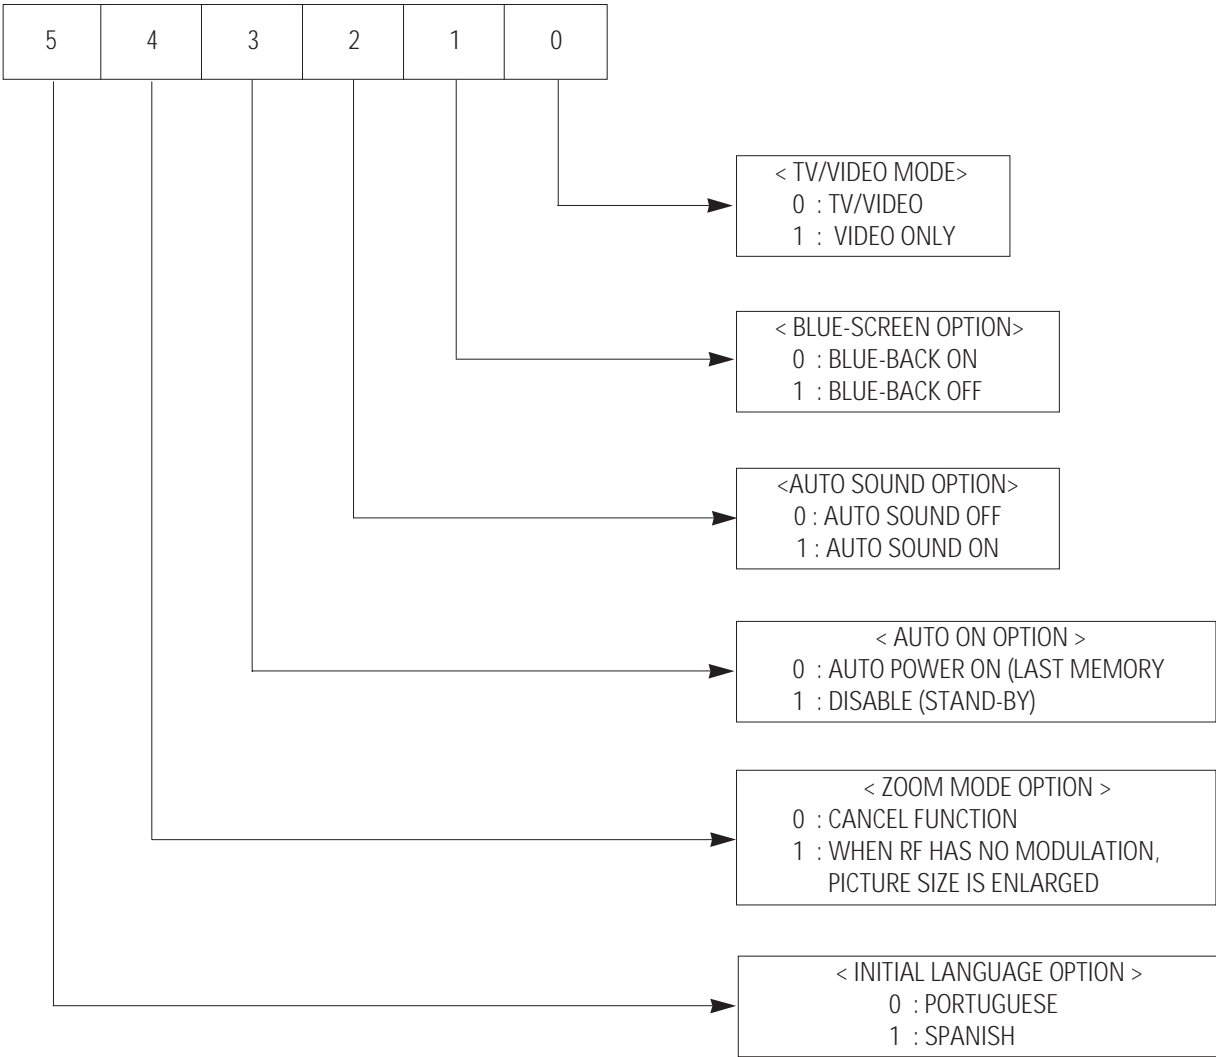 5 4 3 2 1 0
< TV/VIDEO MODE>
0 : TV/VIDEO
1 : VIDEO ONLY
< BLUE-SCREEN OPTION>
0 : BLUE-BACK ON
1 : BLUE-BACK OFF
<AUTO SOUND OPTION>
0 : AUTO SOUND OFF
1 : AUTO SOUND ON
< AUTO ON OPTION >
0 : AUTO POWER ON (LAST MEMORY
1 : DISABLE (STAND-BY)
< ZOOM MODE OPTION >
0 : CANCEL FUNCTION
1 : WHEN RF HAS NO MODULATION,
PICTURE SIZE IS ENLARGED
< INITIAL LANGUAGE OPTION >
0 : PORTUGUESE
1 : SPANISH